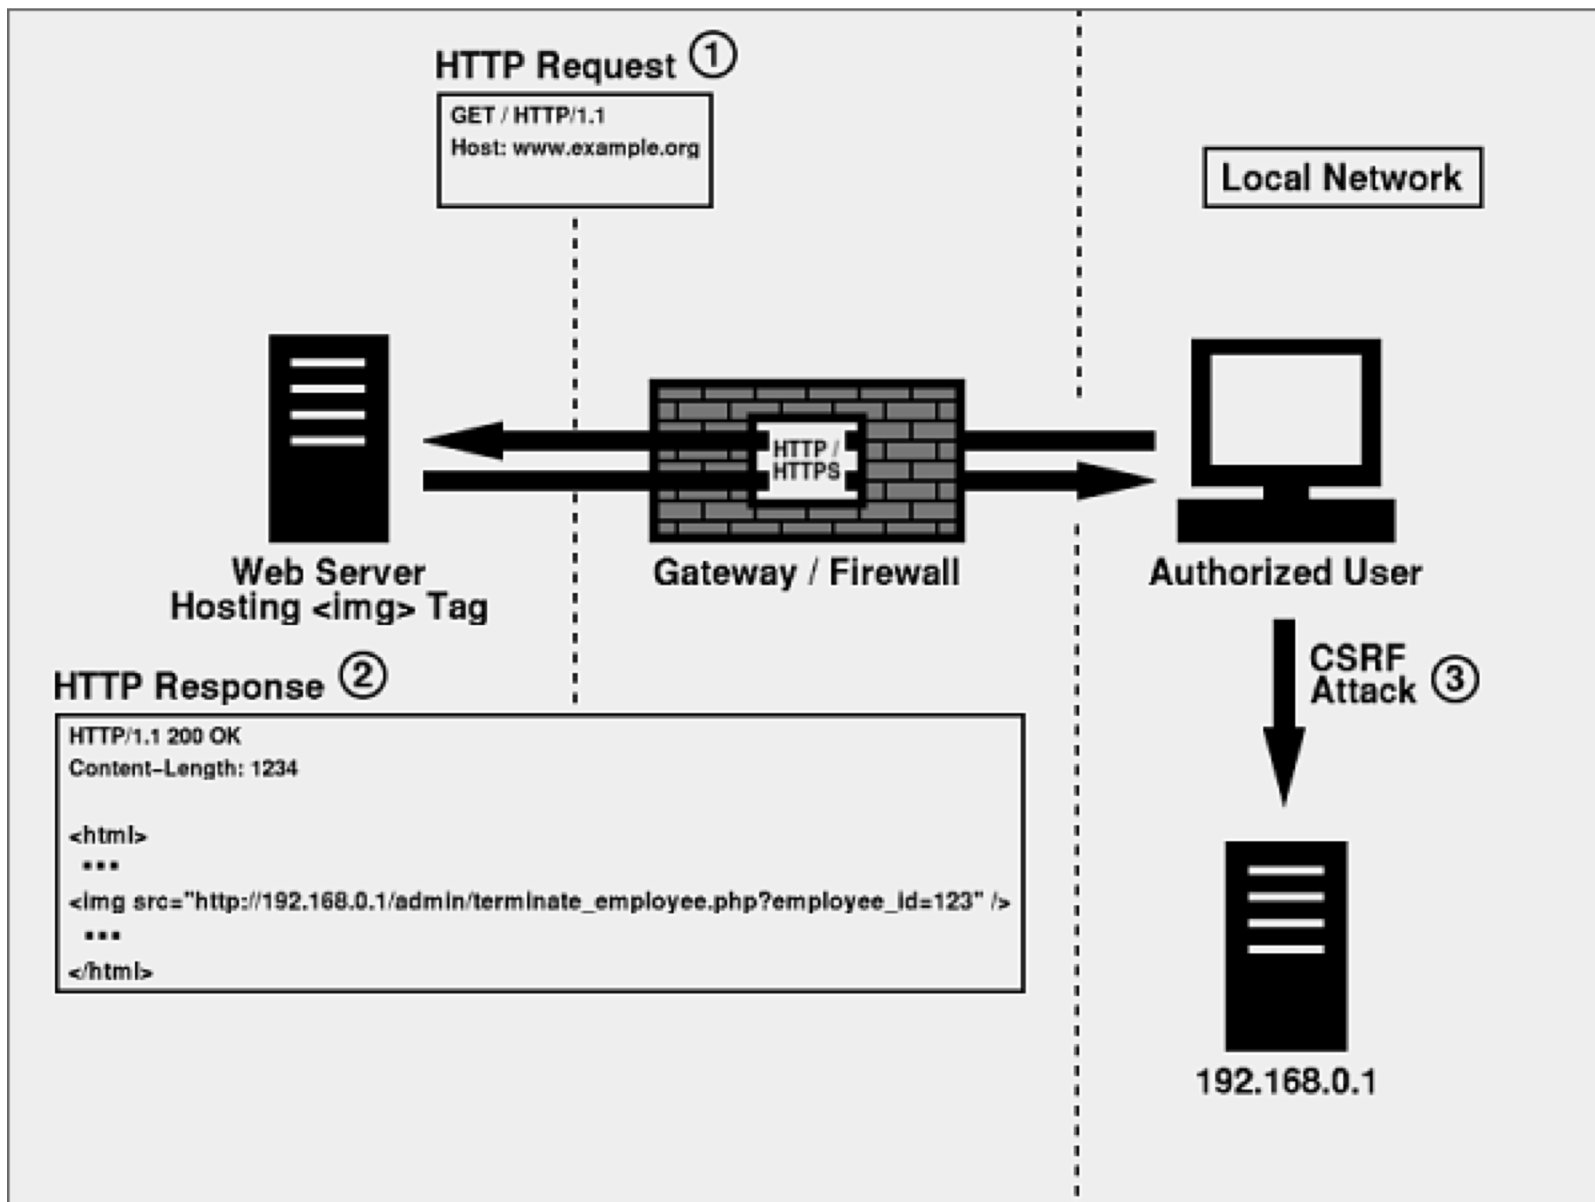 HTTP Request ①
GET / HTTP/1.1
Host: www.example.org
Local Network
HTTP /
HTTPS
Web Server
Hosting <img> Tag
Gateway / Firewall
Authorized User
CSRF
Attack ③
HTTP Response ②
HTTP/1.1 200 OK
Content-Length: 1234
<html>
...
<img src="http://192.168.0.1/admin/terminate_employee.php?employee_id=123" />
...
</html>
192.168.0.1